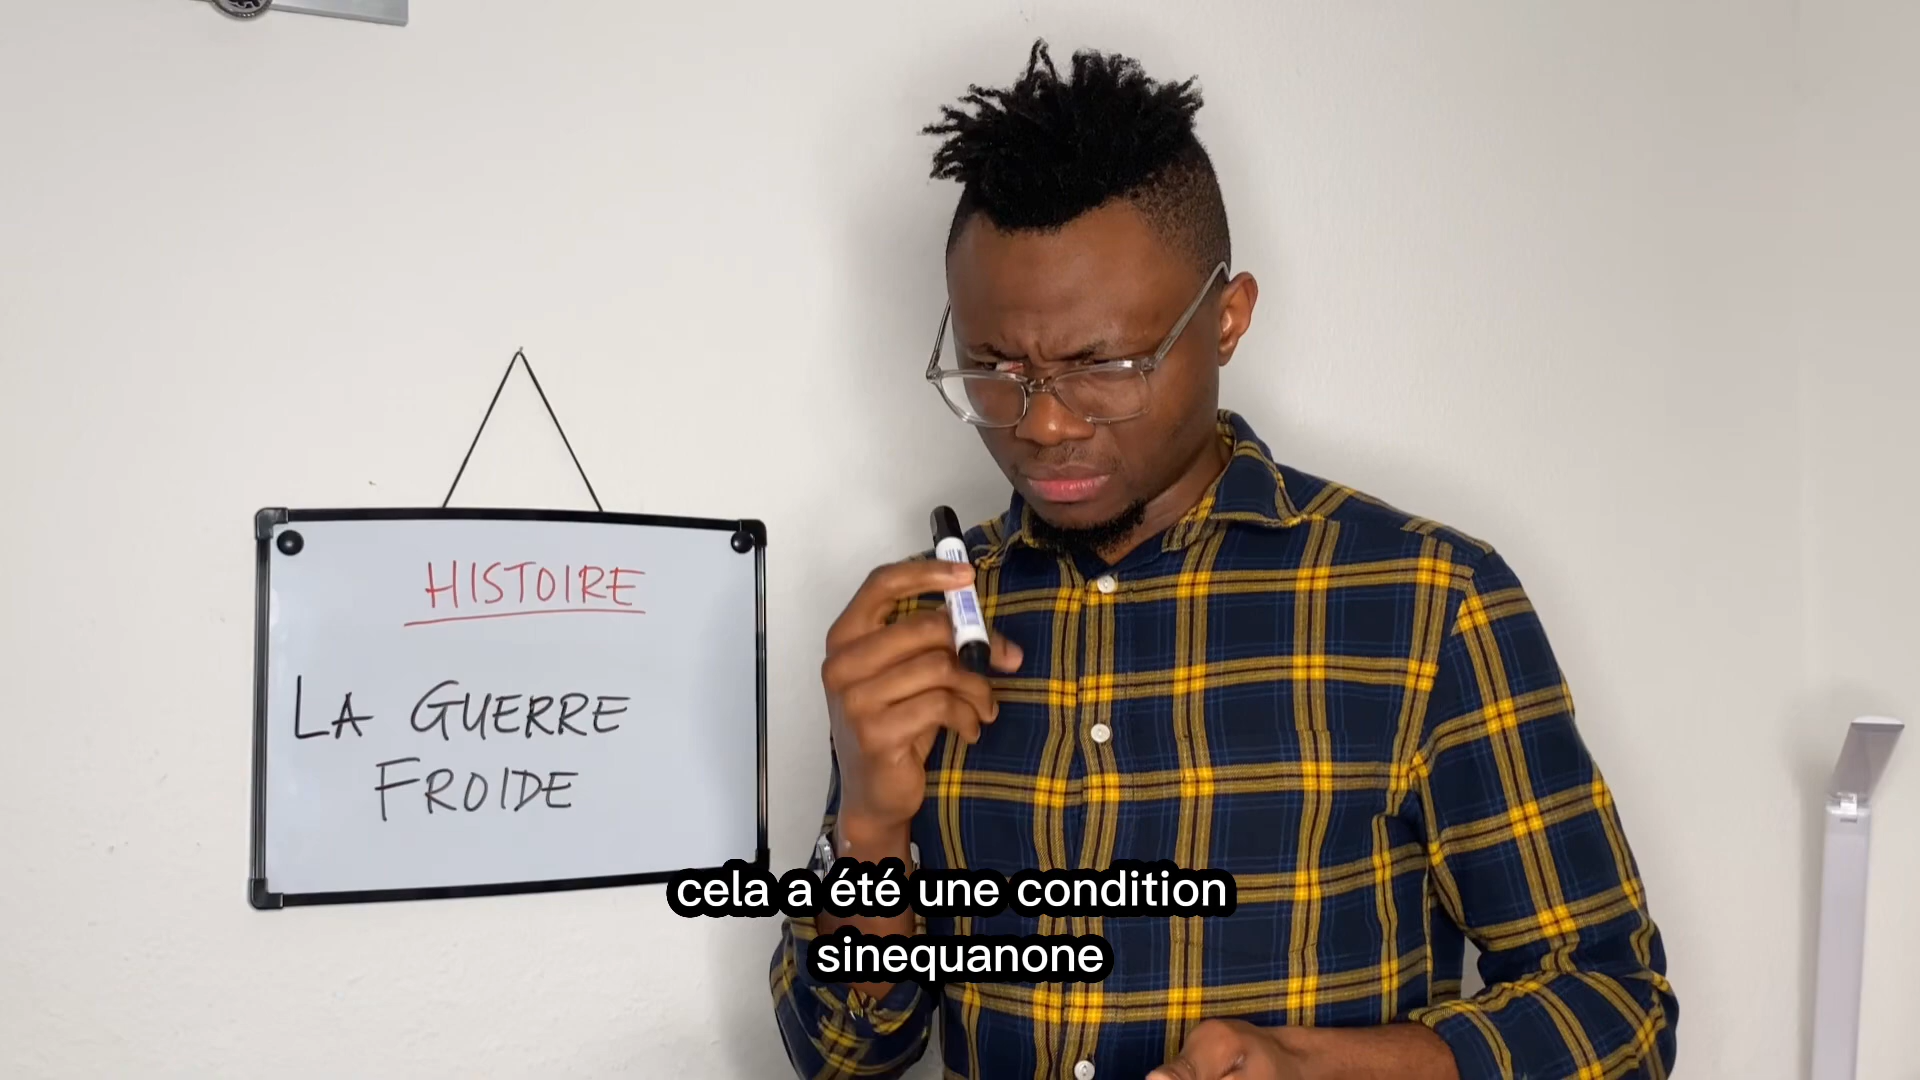 HISTOIRE
LA GUERRE
FROIDE
cela a été une condition
sinequanone